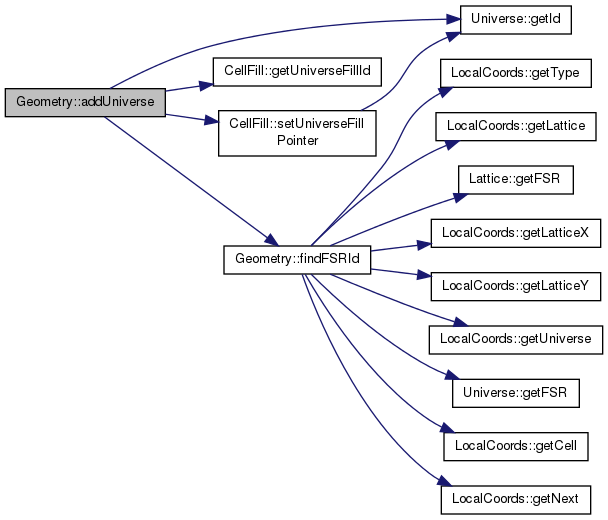 Universe::getId
CellFill::getUniverseFillId
LocalCoords::getType
Geometry::addUniverse
CellFill::setUniverseFill
Pointer
LocalCoords::getLattice
Lattice::getFSR
LocalCoords::getLatticeX
Geometry::findFSRId
LocalCoords::getLatticeY
LocalCoords::getUniverse
Universe::getFSR
LocalCoords::getCell
LocalCoords::getNext